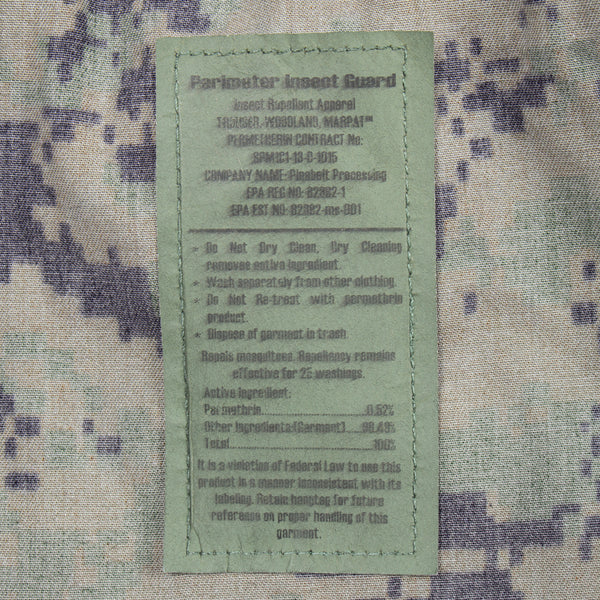 Perimeter Insect Guard
Insect Repellent Apparel
TROUSER, WOODLAND, MARPAT™
PERMETHERIN CONTRACT No:
SPM1C1-13-D-1015
COMPANY NAME: Pinebelt Processing
EPA REG NO: 82392-1
EPA EST NO: 82392-ms-001
* Do Not Dry Clean, Dry Cleaning
removes active ingredient.
* Wash separately from other clothing.
* Do Not Re-treat with permethrin
product.
* Dispose of garment in trash.
Repels mosquitoes. Repellency remains
effective for 25 washings.
Active Ingredient:
Permethrin...................0.52%
Other Ingredients (Garment).....99.48%
Total...................100%
It is a violation of Federal Law to use this
product in a manner inconsistent with its
labeling. Retain hangtag for future
reference on proper handling of this
garment.